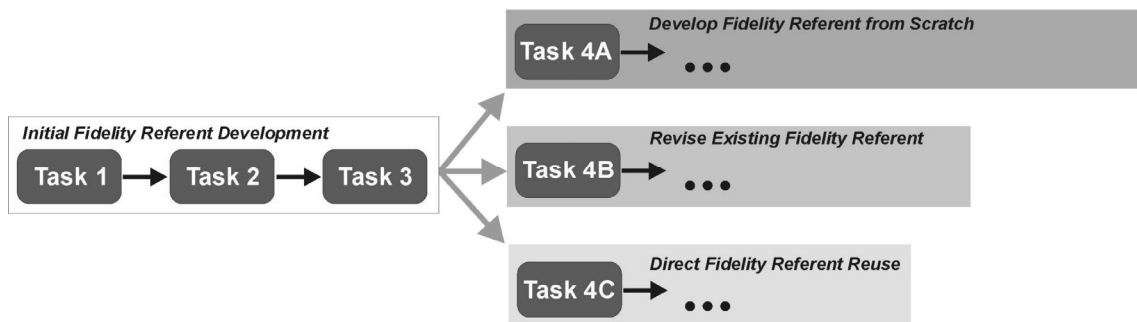 Develop Fidelity Referent from Scratch
Task 4A
Initial Fidelity Referent Development
Task 1
Task 2
Task 3
Revise Existing Fidelity Referent
Task 4B
Direct Fidelity Referent Reuse
Task 4C